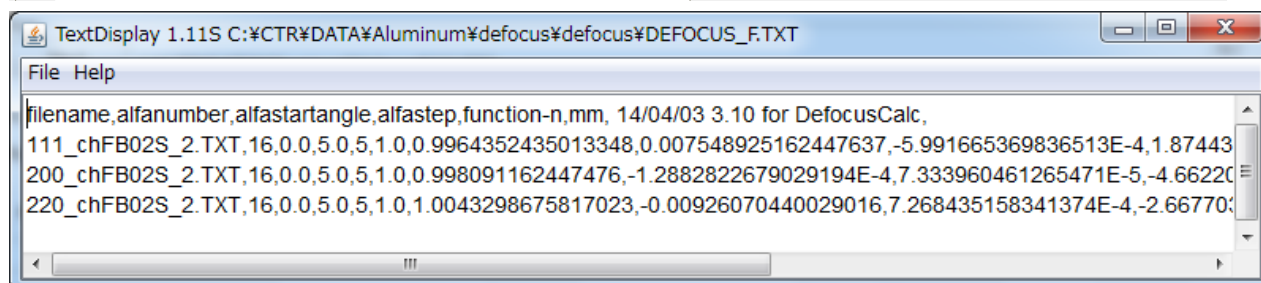 TextDisplay 1.11S C:¥CTR¥DATA¥Aluminum¥defocus¥defocus¥DEFOCUS_F.TXT
File Help
filename,alfanumber,alfastartangle,alfastep,function-n,mm, 14/04/03 3.10 for DefocusCalc,
111_chFB02S_2.TXT,16,0.0,5.0,5,1.0,0.9964352435013348,0.007548925162447637,-5.991665369836513E-4,1.87443
200_chFB02S_2.TXT,16,0.0,5.0,5,1.0,0.998091162447476,-1.2882822679029194E-4,7.333960461265471E-5,-4.66220
220_chFB02S_2.TXT,16,0.0,5.0,5,1.0,1.0043298675817023,-0.00926070440029016,7.268435158341374E-4,-2.66770